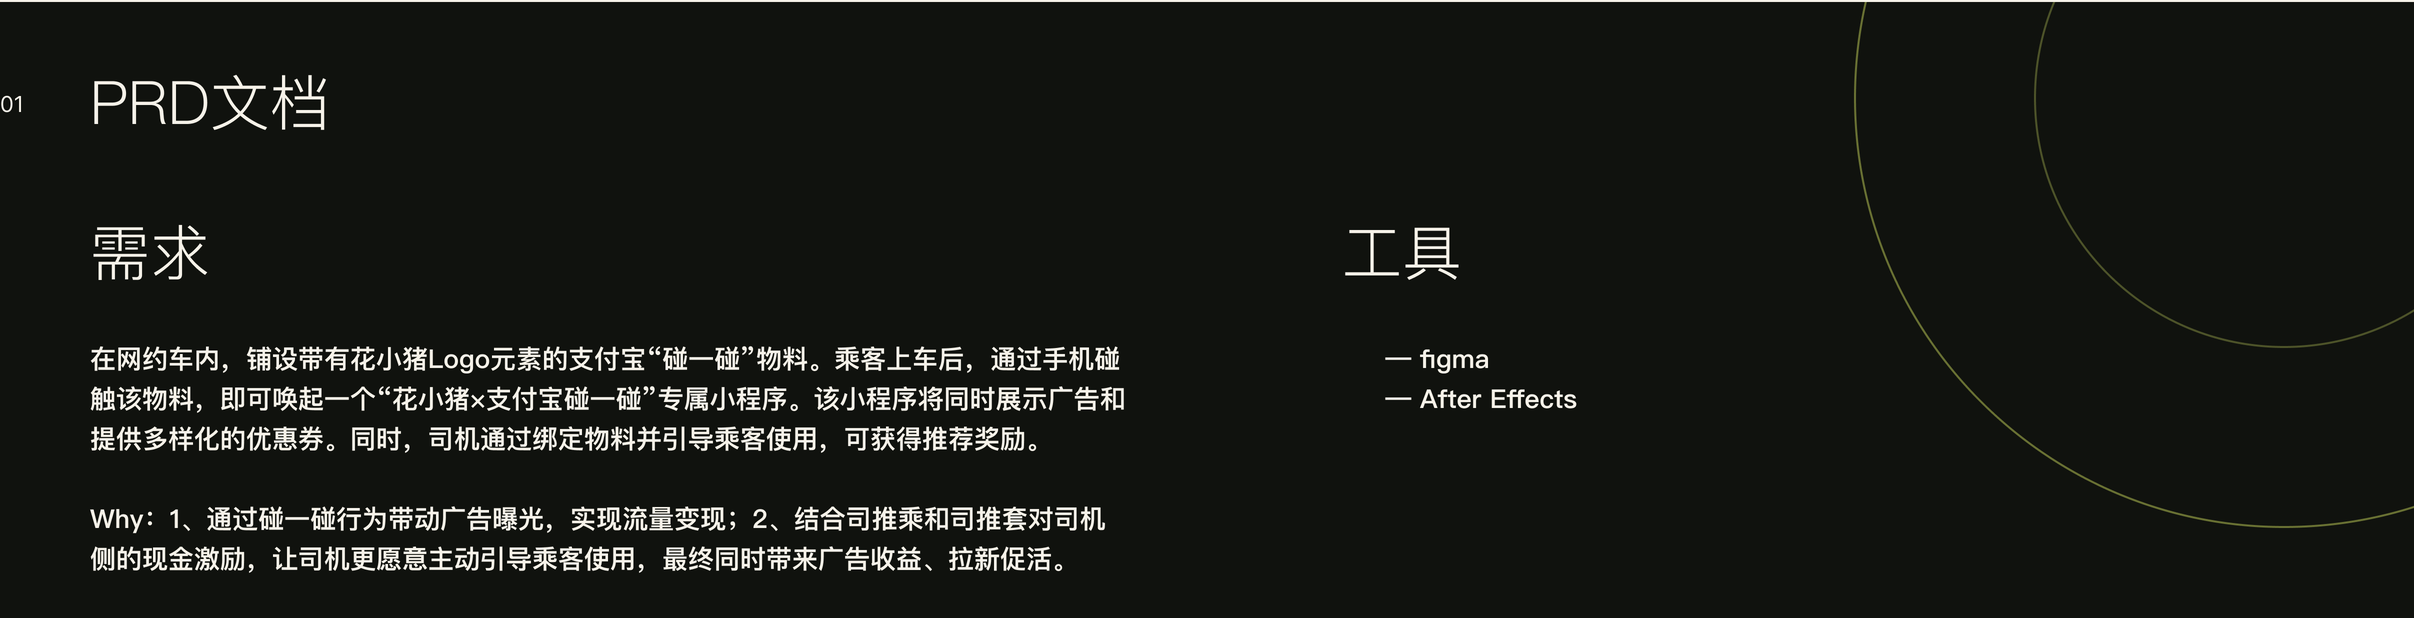 01
PRD文档
需求
在网约车内，铺设带有花小猪Logo元素的支付宝“碰一碰”物料。乘客上车后，通过手机碰
触该物料，即可唤起一个“花小猪×支付宝碰一碰”专属小程序。该小程序将同时展示广告和
提供多样化的优惠券。同时，司机通过绑定物料并引导乘客使用，可获得推荐奖励。
Why：1、通过碰一碰行为带动广告曝光，实现流量变现；2、结合司推乘和司推套对司机
侧的现金激励，让司机更愿意主动引导乘客使用，最终同时带来广告收益、拉新促活。
工具
— figma
— After Effects